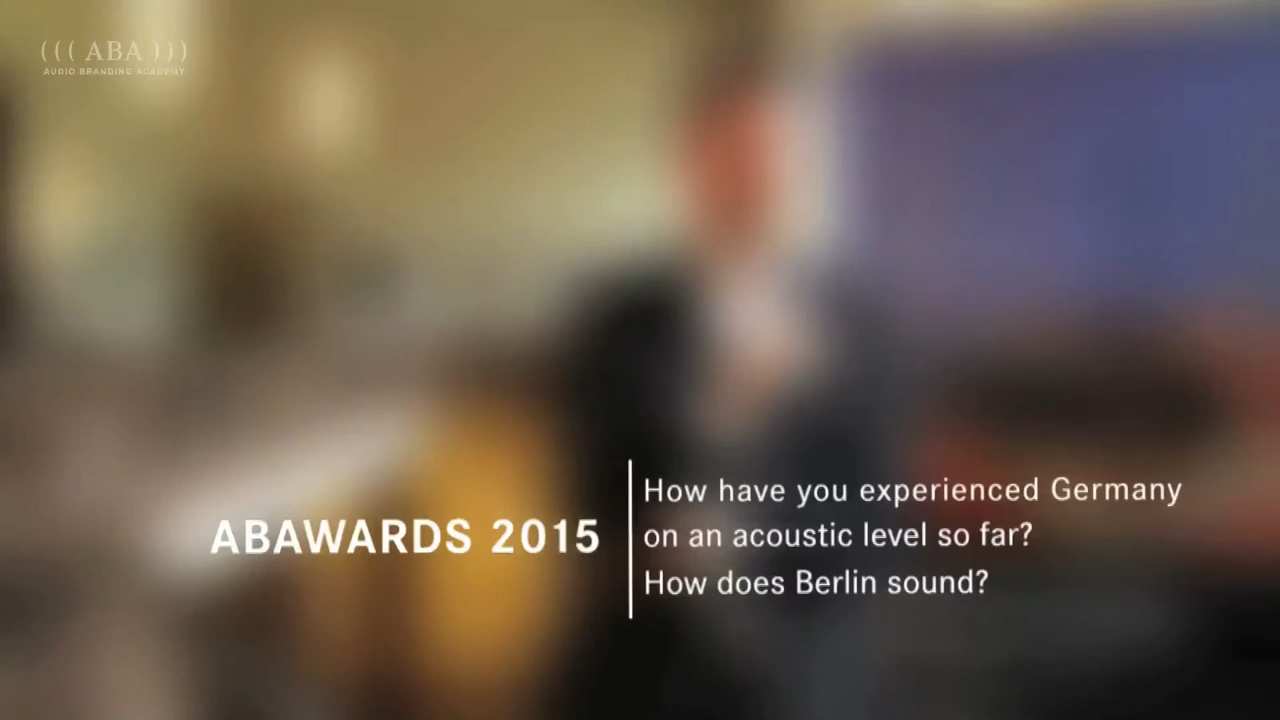 ((( ABA )))
AUDIO BRANDING ACADEMY
ABAWARDS 2015
How have you experienced Germany
on an acoustic level so far?
How does Berlin sound?